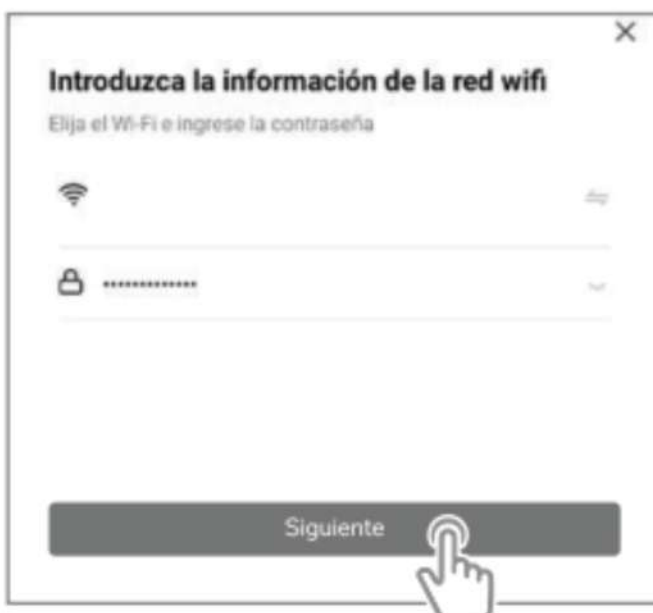 Introduzca la información de la red wifi
Elija el Wi-Fi e ingrese la contraseña
•••••••••••••
Siguiente